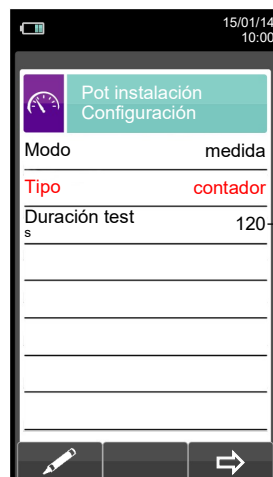 15/01/14
10:00
Pot instalación
Configuración
Modo medida
Tipo contador
Duración test 120-
s